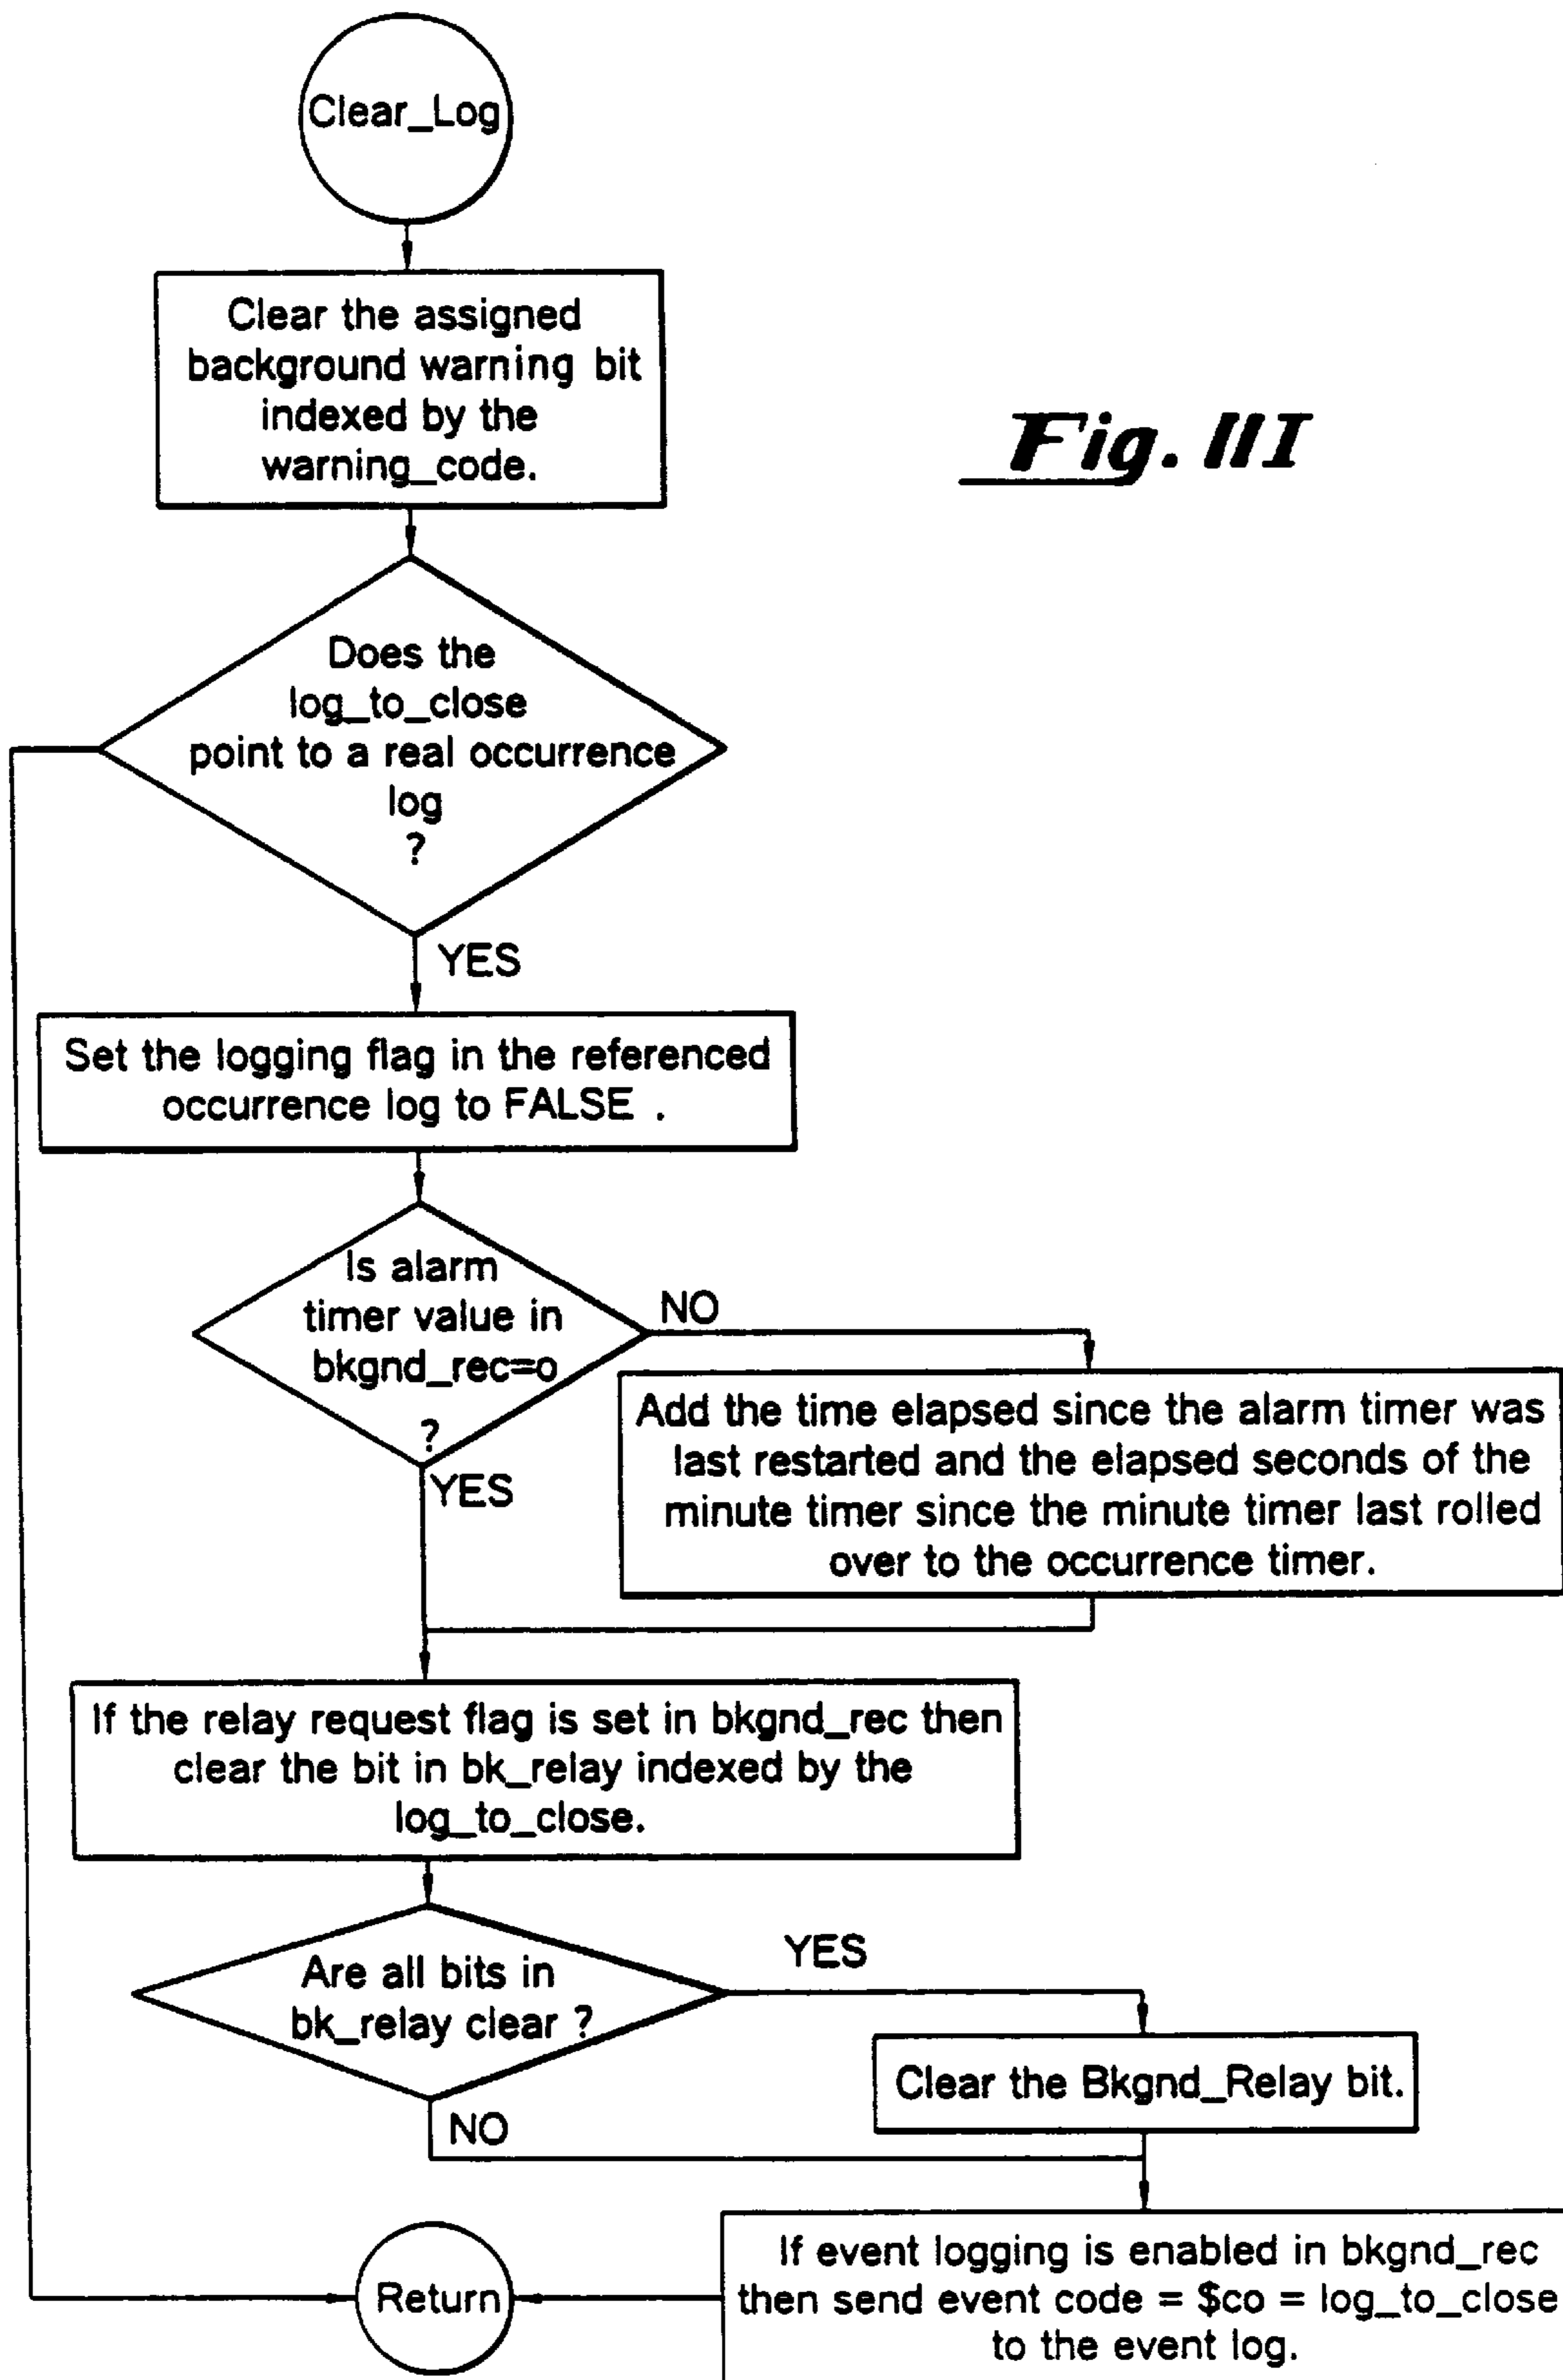 Clear_Log
Clear the assigned
background warning bit
indexed by the
warning_code.
Fig. 11I
Does the
log_to_close
point to a real occurrence
log
?
YES
Set the logging flag in the referenced
occurrence log to FALSE .
Is alarm
timer value in
bkgnd_rec=o
?
NO
YES
Add the time elapsed since the alarm timer was
last restarted and the elapsed seconds of the
minute timer since the minute timer last rolled
over to the occurrence timer.
If the relay request flag is set in bkgnd_rec then
clear the bit in bk_relay indexed by the
log_to_close.
Are all bits in
bk_relay clear ?
YES
NO
Clear the Bkgnd_Relay bit.
If event logging is enabled in bkgnd_rec
then send event code = $co = log_to_close
to the event log.
Return